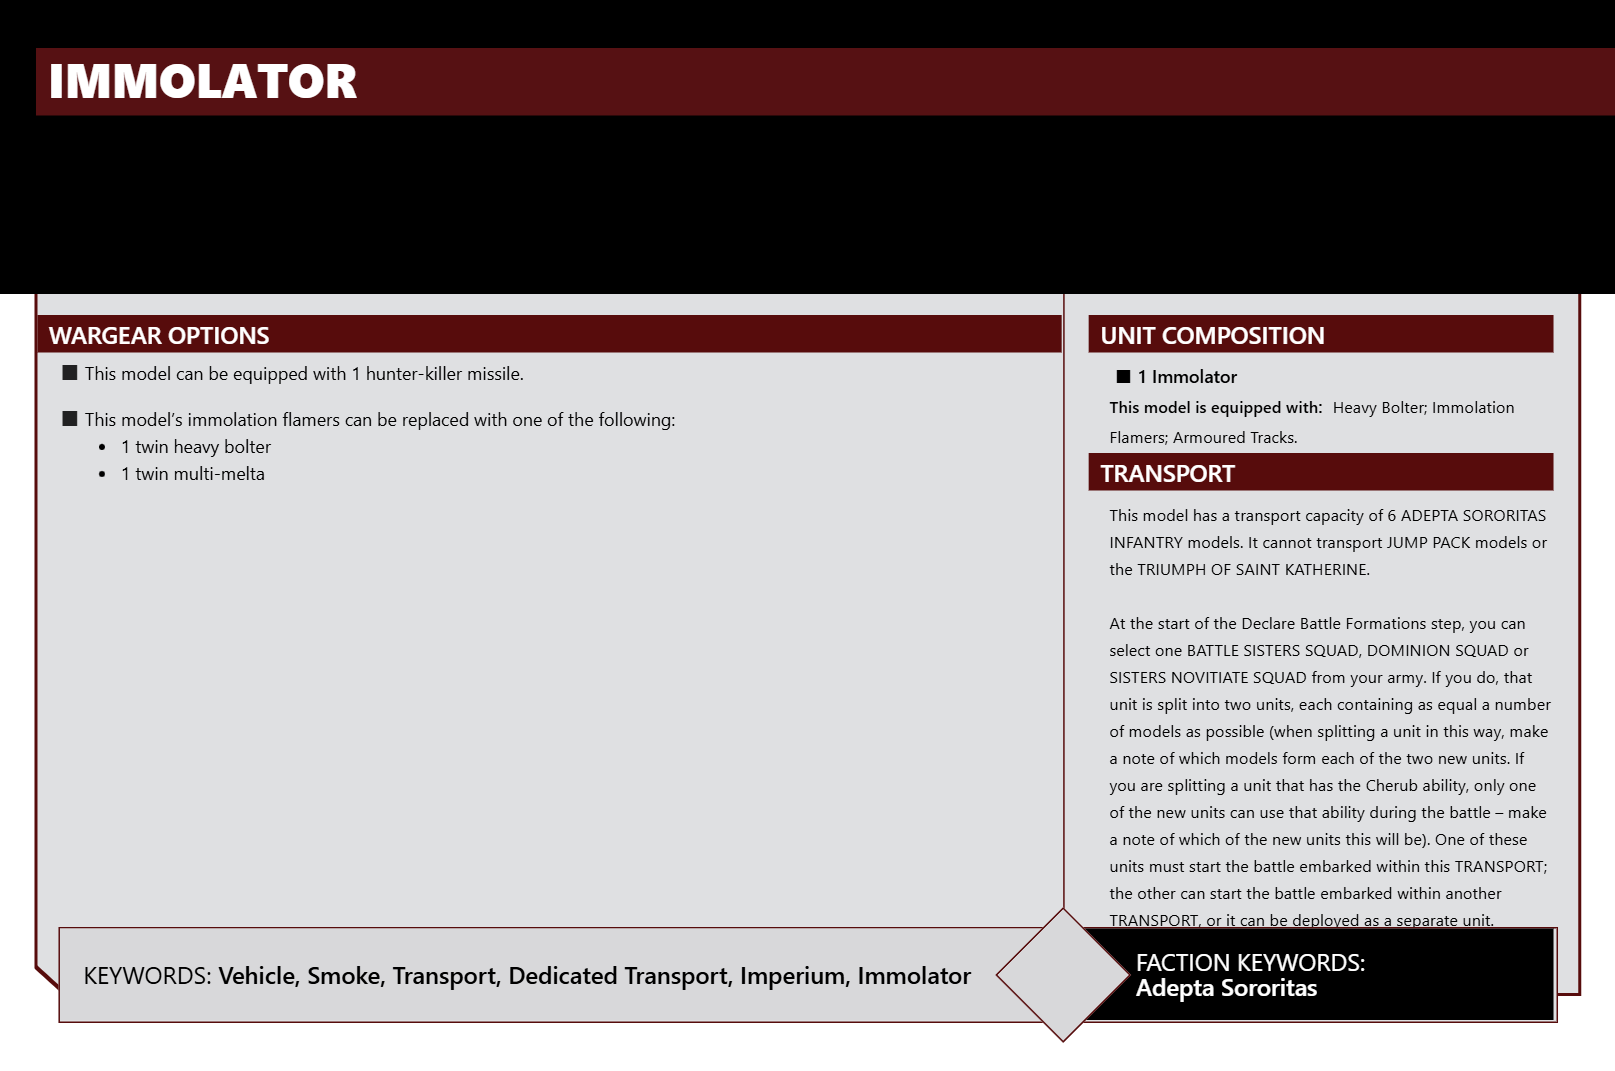 IMMOLATOR
WARGEAR OPTIONS
■ This model can be equipped with 1 hunter-killer missile.
■ This model’s immolation flamers can be replaced with one of the following:
• 1 twin heavy bolter
• 1 twin multi-melta
UNIT COMPOSITION
■ 1 Immolator
This model is equipped with: Heavy Bolter; Immolation
Flamers; Armoured Tracks.
TRANSPORT
This model has a transport capacity of 6 ADEPTA SORORITAS
INFANTRY models. It cannot transport JUMP PACK models or
the TRIUMPH OF SAINT KATHERINE.
At the start of the Declare Battle Formations step, you can
select one BATTLE SISTERS SQUAD, DOMINION SQUAD or
SISTERS NOVITIATE SQUAD from your army. If you do, that
unit is split into two units, each containing as equal a number
of models as possible (when splitting a unit in this way, make
a note of which models form each of the two new units. If
you are splitting a unit that has the Cherub ability, only one
of the new units can use that ability during the battle – make
a note of which of the new units this will be). One of these
units must start the battle embarked within this TRANSPORT;
the other can start the battle embarked within another
TRANSPORT, or it can be deployed as a separate unit.
KEYWORDS: Vehicle, Smoke, Transport, Dedicated Transport, Imperium, Immolator
FACTION KEYWORDS:
Adepta Sororitas